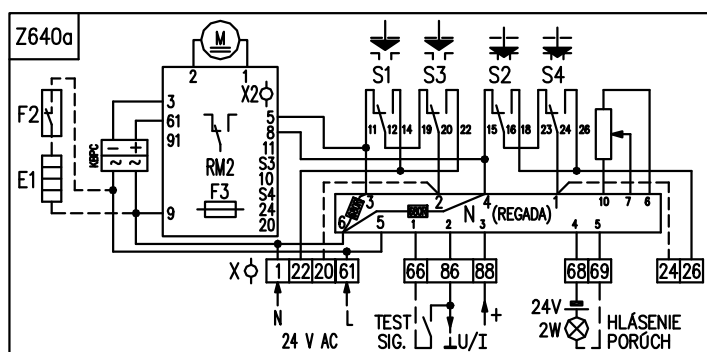 Z640a
M
2 1
S1 S3 S2 S4
F2
3
61
91
X2
5
8
11
S3
10
S4
24
20
RM2
F3
KBPC
- +
~ ~
E1
9
11 12 14 19 20 22 15 16 18 23 24 26
10 7 6
3 2 4 1
N (REGADA)
6 5 1 2 3 4 5
X
1 22 20 61 66 86 88 68 69 24 26
N L
24 V AC
TEST
SIG.
⊥U/I
+
24V
2W
HLÁSENIE
PORÚCH